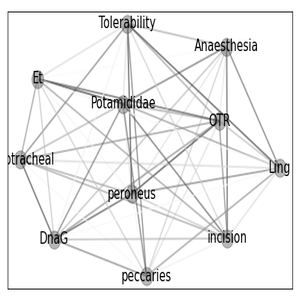 Tolerability
Anaesthesia
Et
Potamididae
OTR
otracheal
Ling
peroneus
DnaG
incision
peccaries